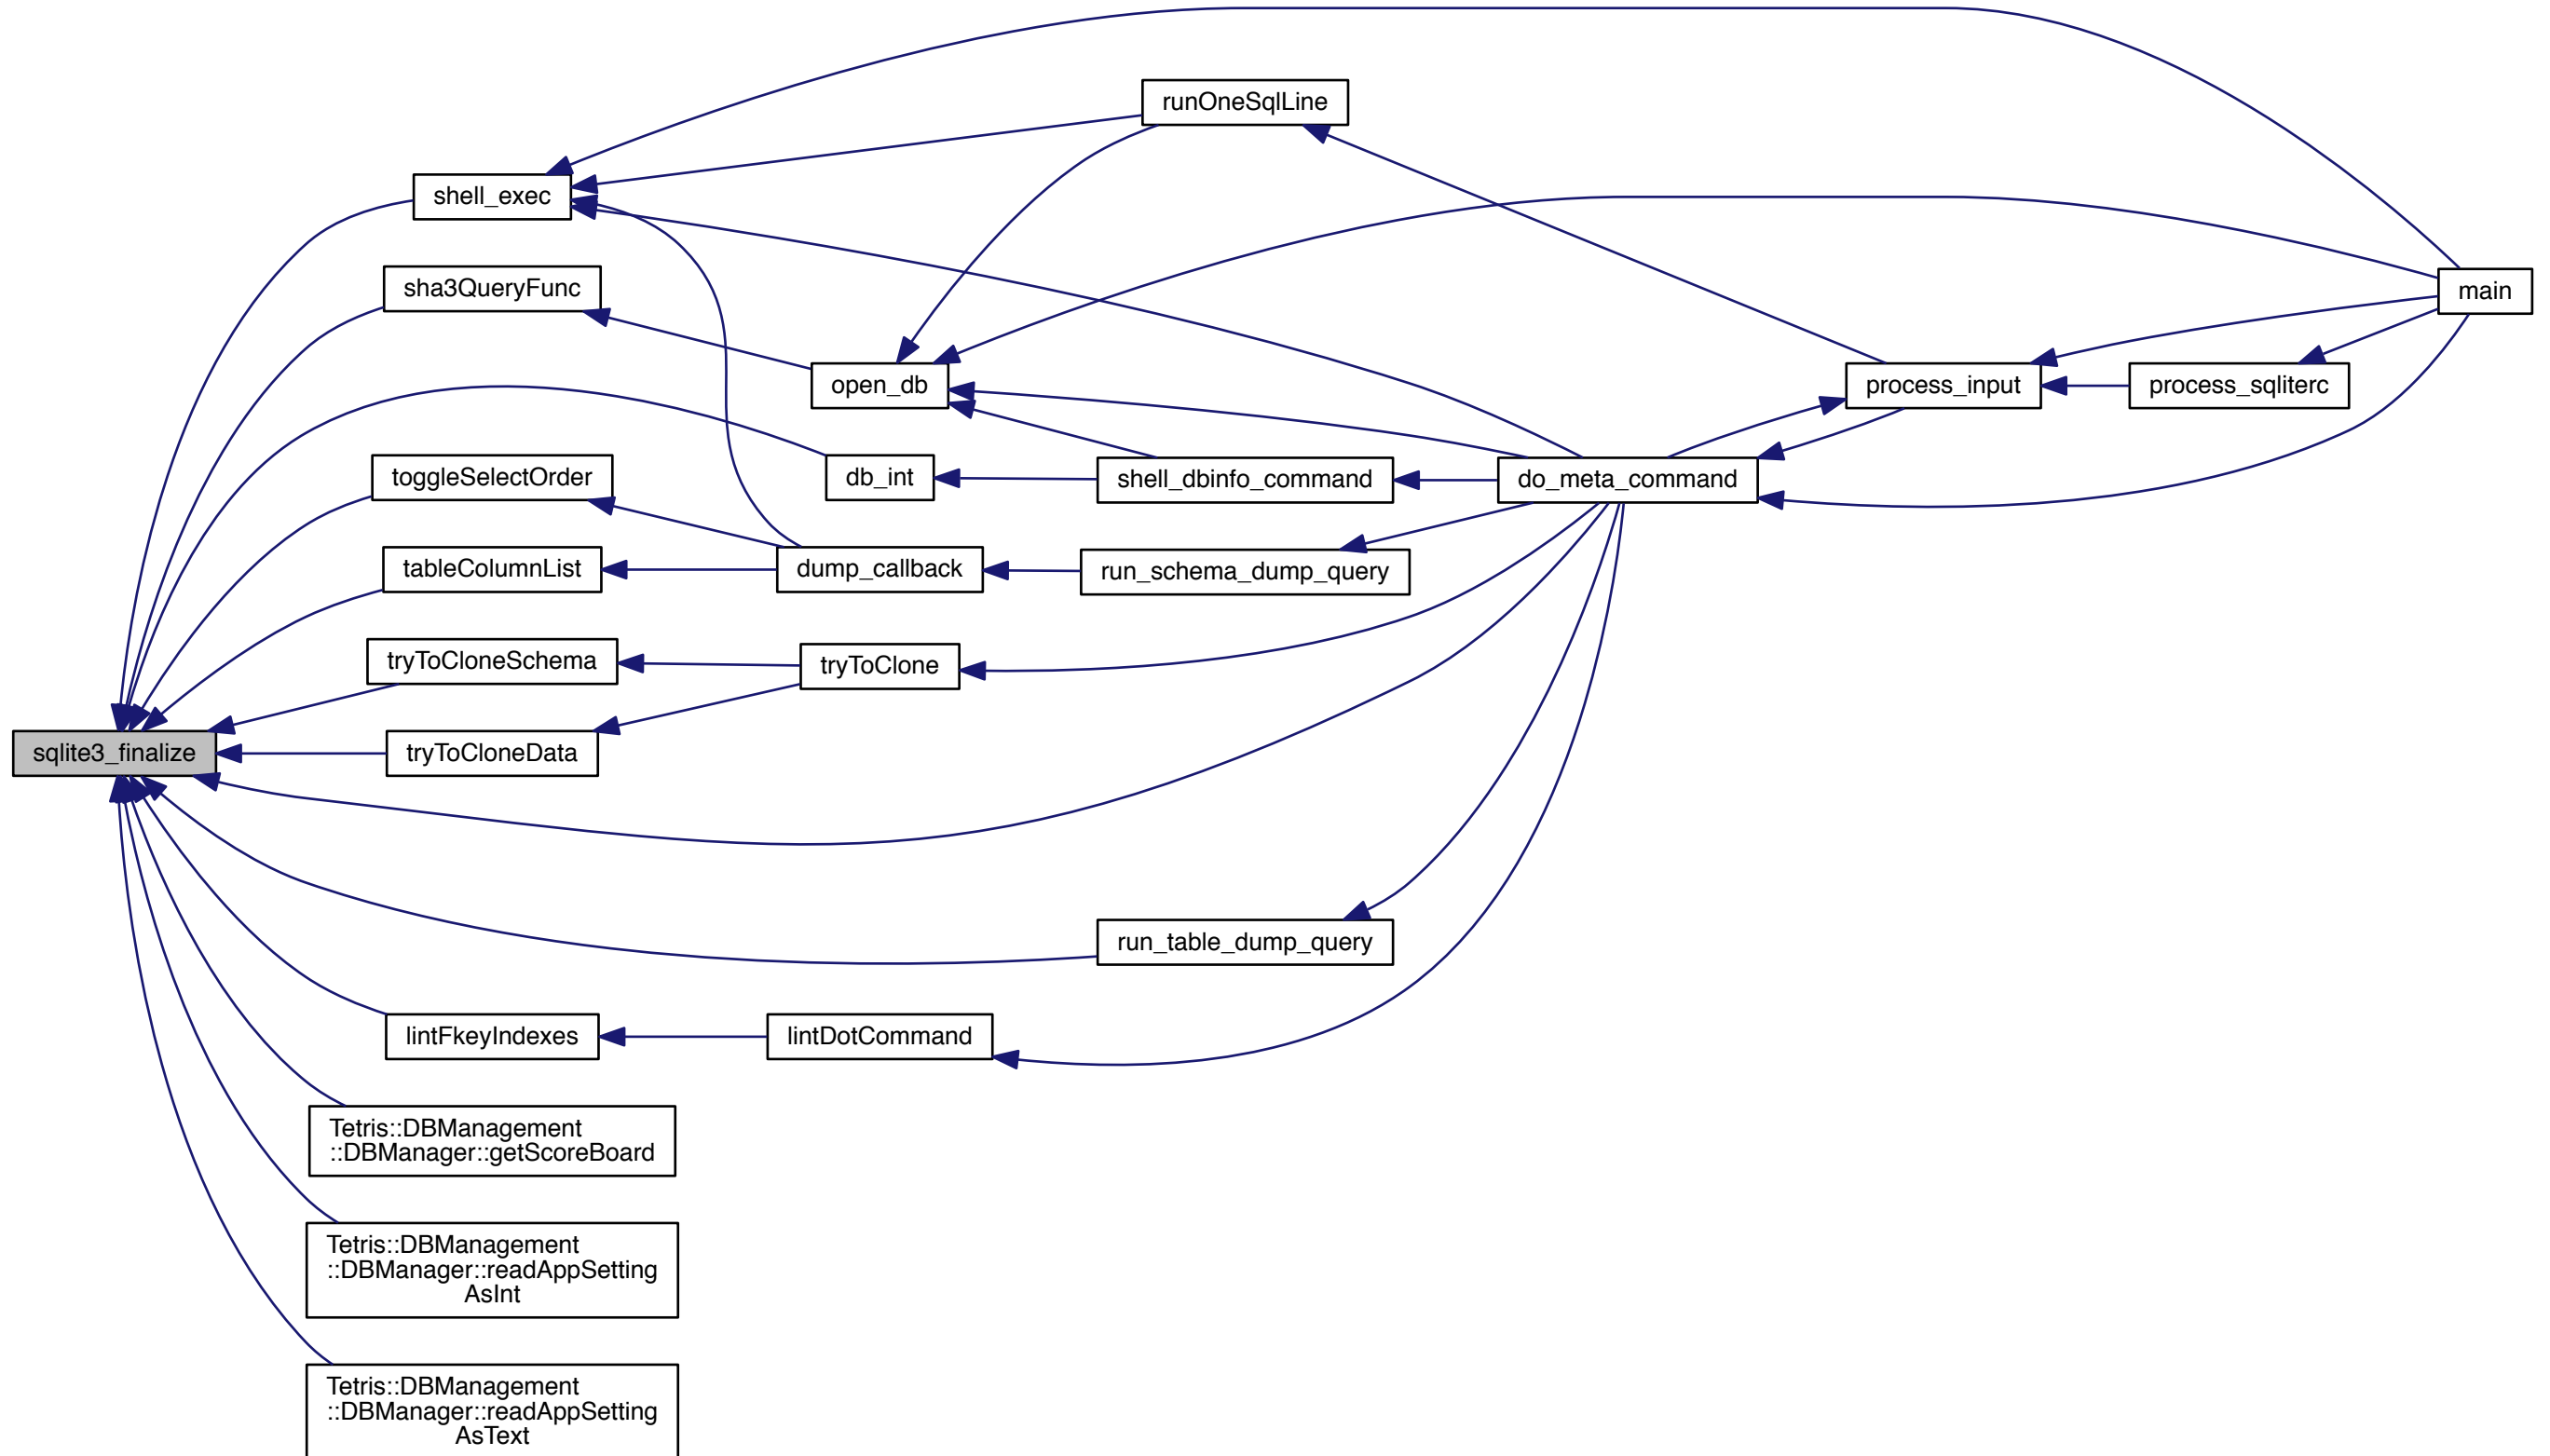 runOneSqlLine
shell_exec
sha3QueryFunc
main
open_db
process_input
process_sqliterc
toggleSelectOrder
db_int
shell_dbinfo_command
do_meta_command
tableColumnList
dump_callback
run_schema_dump_query
tryToCloneSchema
tryToClone
sqlite3_finalize
tryToCloneData
run_table_dump_query
lintFkeyIndexes
lintDotCommand
Tetris::DBManagement
::DBManager::getScoreBoard
Tetris::DBManagement
::DBManager::readAppSetting
AsInt
Tetris::DBManagement
::DBManager::readAppSetting
AsText